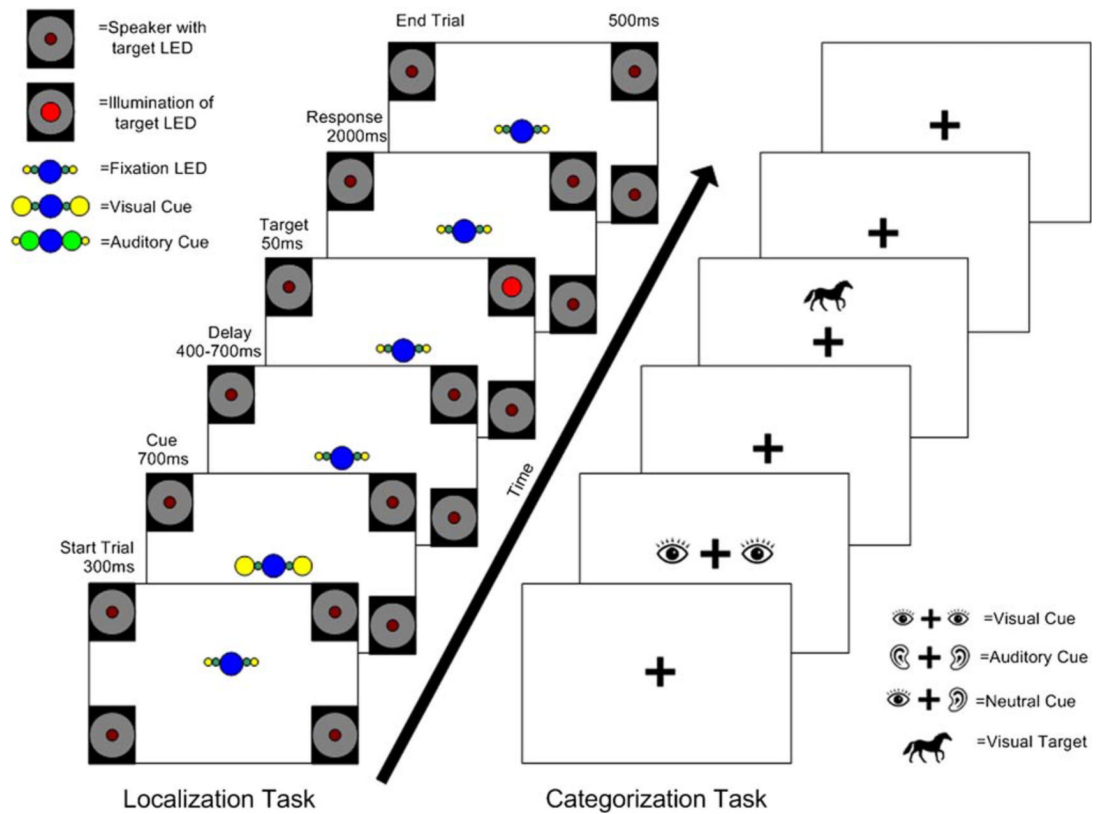 =Speaker with
target LED
=Illumination of
target LED
=Fixation LED
=Visual Cue
=Auditory Cue
End Trial
500ms
Response
2000ms
Target
50ms
Delay
400-700ms
Cue
700ms
Start Trial
300ms
Time
=Visual Cue
=Auditory Cue
=Neutral Cue
=Visual Target
Localization Task
Categorization Task